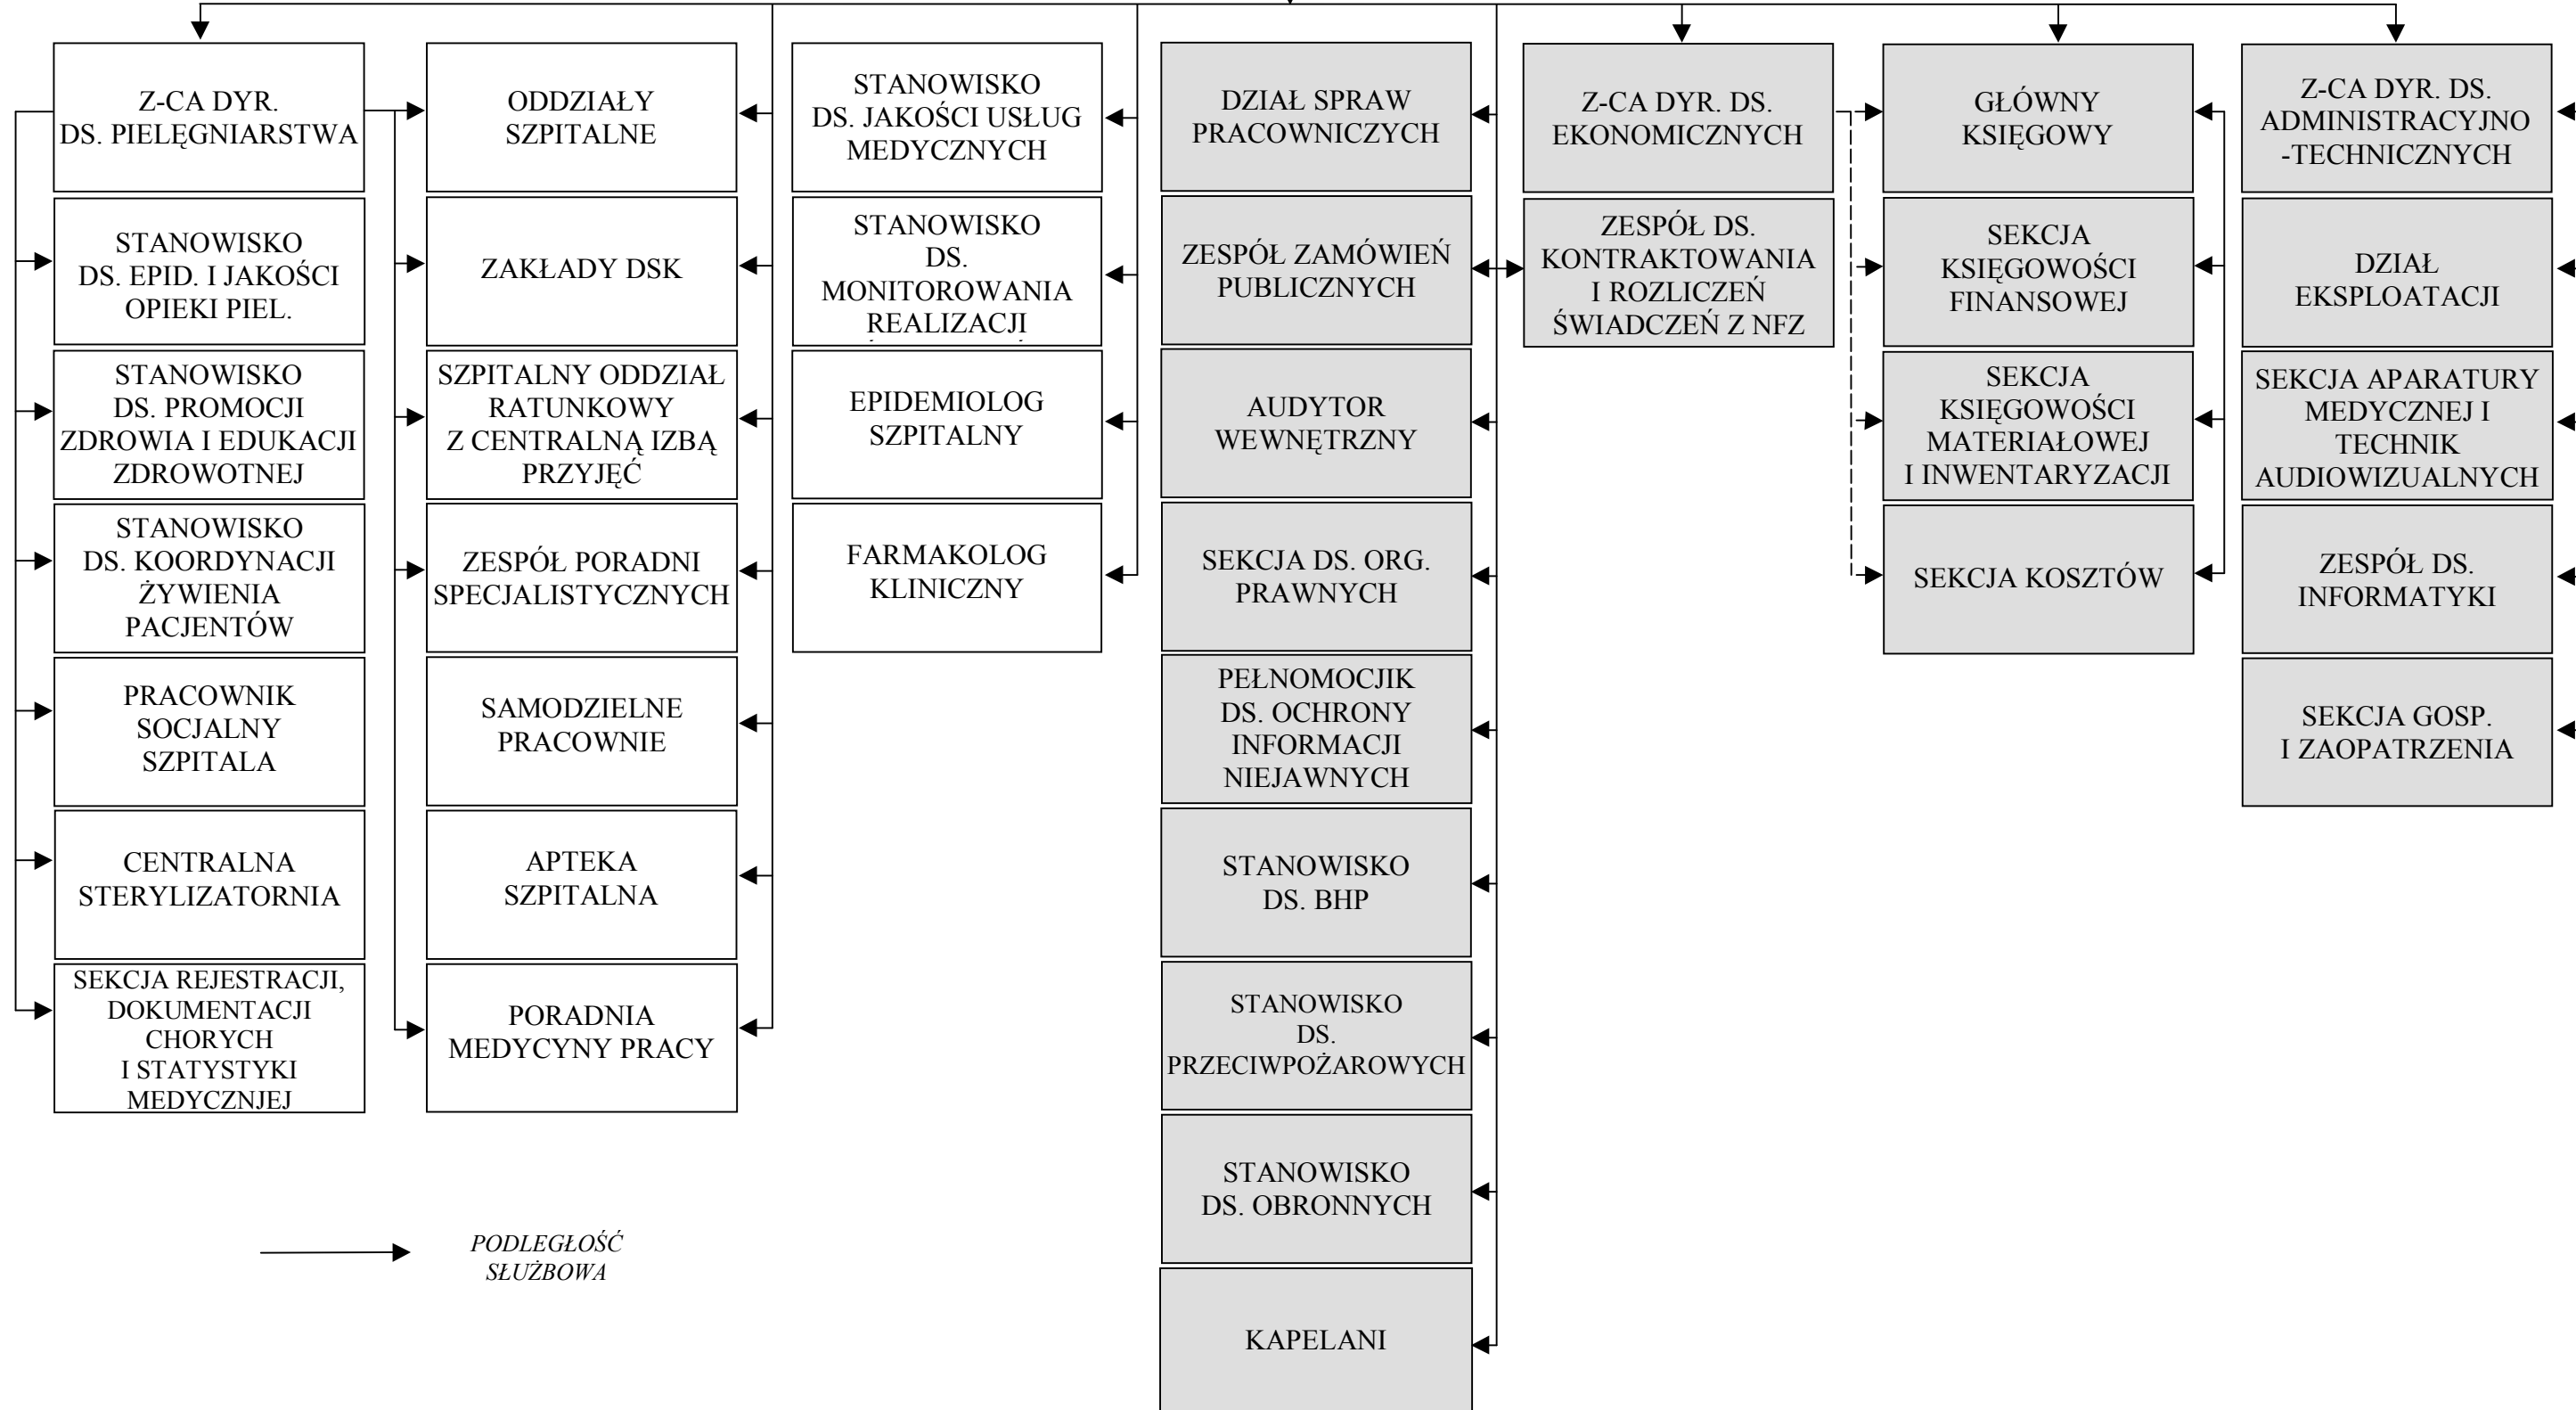 Z-CA DYR.
DS. PIELĘGNIARSTWA
STANOWISKO
DS. EPID. I JAKOŚCI
OPIEKI PIEL.
STANOWISKO
DS. PROMOCJI
ZDROWIA I EDUKACJI
ZDROWOTNEJ
STANOWISKO
DS. KOORDYNACJI
ŻYWIENIA
PACJENTÓW
PRACOWNIK
SOCJALNY
SZPITALA
CENTRALNA
STERYLIZATORNIA
SEKCJA REJESTRACJI,
DOKUMENTACJI
CHORYCH
I STATYSTYKI
MEDYCZNJEJ
ODDZIAŁY
SZPITALNE
ZAKŁADY DSK
SZPITALNY ODDZIAŁ
RATUNKOWY
Z CENTRALNĄ IZBĄ
PRZYJĘĆ
ZESPÓŁ PORADNI
SPECJALISTYCZNYCH
SAMODZIELNE
PRACOWNIE
APTEKA
SZPITALNA
PORADNIA
MEDYCYNY PRACY
STANOWISKO
DS. JAKOŚCI USŁUG
MEDYCZNYCH
STANOWISKO
DS.
MONITOROWANIA
REALIZACJI
EPIDEMIOLOG
SZPITALNY
FARMAKOLOG
KLINICZNY
DZIAŁ SPRAW
PRACOWNICZYCH
ZESPÓŁ ZAMÓWIEŃ
PUBLICZNYCH
AUDYTOR
WEWNĘTRZNY
SEKCJA DS. ORG.
PRAWNYCH
PEŁNOMOCJIK
DS. OCHRONY
INFORMACJI
NIEJAWNYCH
STANOWISKO
DS. BHP
STANOWISKO
DS.
PRZECIWPOŻAROWYCH
STANOWISKO
DS. OBRONNYCH
KAPELANI
Z-CA DYR. DS.
EKONOMICZNYCH
ZESPÓŁ DS.
KONTRAKTOWANIA
I ROZLICZEŃ
ŚWIADCZEŃ Z NFZ
GŁÓWNY
KSIĘGOWY
SEKCJA
KSIĘGOWOŚCI
FINANSOWEJ
SEKCJA
KSIĘGOWOŚCI
MATERIAŁOWEJ
I INWENTARYZACJI
SEKCJA KOSZTÓW
Z-CA DYR. DS.
ADMINISTRACYJNO
-TECHNICZNYCH
DZIAŁ
EKSPLOATACJI
SEKCJA APARATURY
MEDYCZNEJ I
TECHNIK
AUDIOWIZUALNYCH
ZESPÓŁ DS.
INFORMATYKI
SEKCJA GOSP.
I ZAOPATRZENIA
PODLEGŁOŚĆ
SŁUŻBOWA